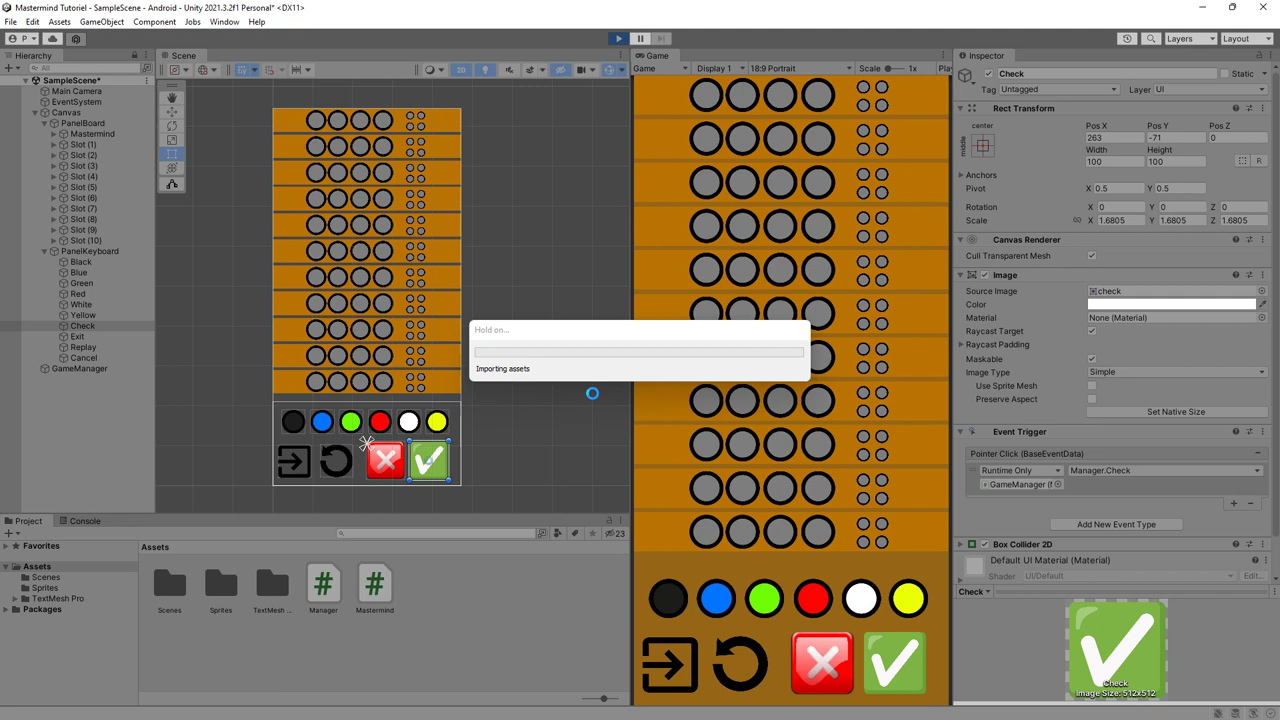 Mastermind Tutoriel - SampleScene - Android - Unity 2021.3.2f1 Personal* <DX11>
File Edit Assets GameObject Component Jobs Window Help
P Layers Layout
Hierarchy
All
SampleScene*
Main Camera
EventSystem
Canvas
PanelBoard
Mastermind
Slot (1)
Slot (2)
Slot (3)
Slot (4)
Slot (5)
Slot (6)
Slot (7)
Slot (8)
Slot (9)
Slot (10)
PanelKeyboard
Black
Blue
Green
Red
White
Yellow
Check
Exit
Replay
Cancel
GameManager
Scene
2D
Game
Game Display 1 18:9 Portrait Scale 1x Pla
Hold on...
Importing assets
Inspector
Check Static
Tag Untagged Layer UI
Rect Transform
center
middle
Pos X Pos Y Pos Z
263 -71 0
Width Height
100 100
R
Anchors
Pivot X 0.5 Y 0.5
Rotation X 0 Y 0 Z 0
Scale X 1.6805 Y 1.6805 Z 1.6805
Canvas Renderer
Cull Transparent Mesh
Image
Source Image check
Color
Material None (Material)
Raycast Target
Raycast Padding
Maskable
Image Type Simple
Use Sprite Mesh
Preserve Aspect
Set Native Size
Event Trigger
Pointer Click (BaseEventData)
Runtime Only Manager.Check
GameManager (
Add New Event Type
Box Collider 2D
Default UI Material (Material)
Shader UI/Default Edit...
Check
Check
Image Size: 512x512
Project Console
23
Favorites
Assets
Scenes
Sprites
TextMesh Pro
Packages
Assets
Scenes Sprites TextMesh ... Manager Mastermind